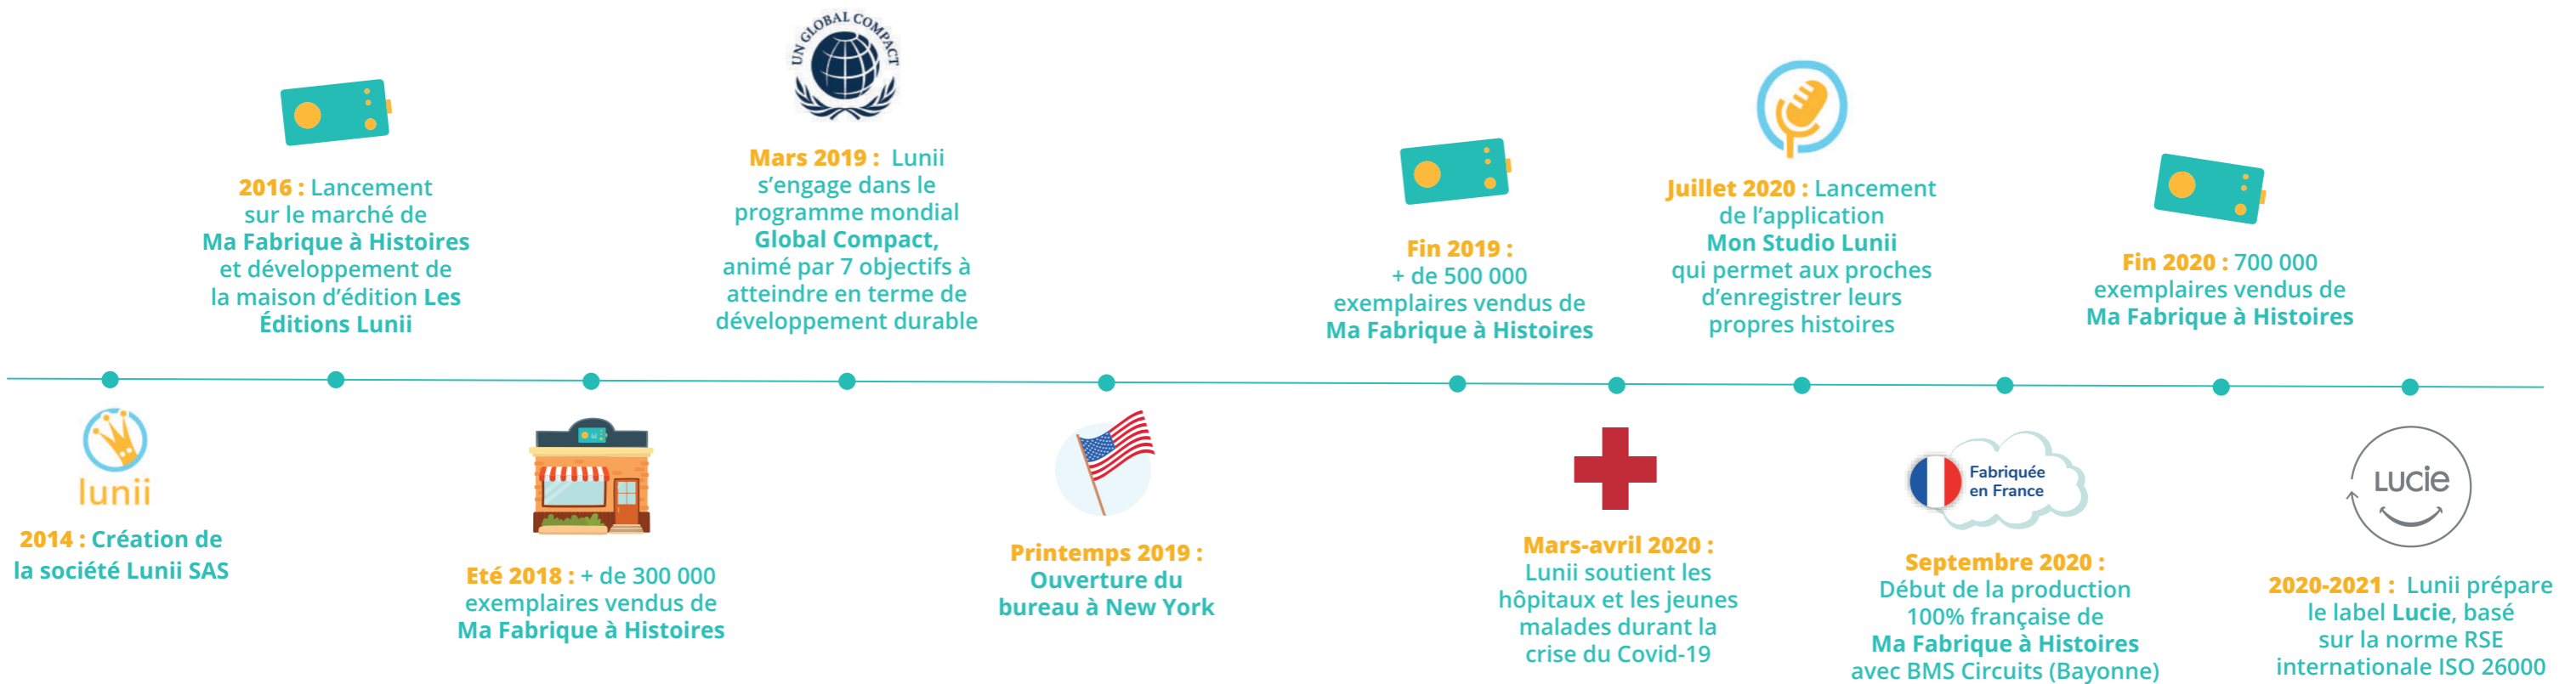 lunii
2014 : Création de
la société Lunii SAS
2016 : Lancement
sur le marché de
Ma Fabrique à Histoires
et développement de
la maison d'édition Les
Éditions Lunii
Eté 2018 : + de 300 000
exemplaires vendus de
Ma Fabrique à Histoires
UN GLOBAL COMPACT
Mars 2019 : Lunii
s'engage dans le
programme mondial
Global Compact,
animé par 7 objectifs à
atteindre en terme de
développement durable
Printemps 2019 :
Ouverture du
bureau à New York
Fin 2019 :
+ de 500 000
exemplaires vendus de
Ma Fabrique à Histoires
Mars-avril 2020 :
Lunii soutient les
hôpitaux et les jeunes
malades durant la
crise du Covid-19
Juillet 2020 : Lancement
de l'application
Mon Studio Lunii
qui permet aux proches
d'enregistrer leurs
propres histoires
Fabriquée
en France
Septembre 2020 :
Début de la production
100% française de
Ma Fabrique à Histoires
avec BMS Circuits (Bayonne)
Fin 2020 : 700 000
exemplaires vendus de
Ma Fabrique à Histoires
LUCIE
2020-2021 : Lunii prépare
le label Lucie, basé
sur la norme RSE
internationale ISO 26000